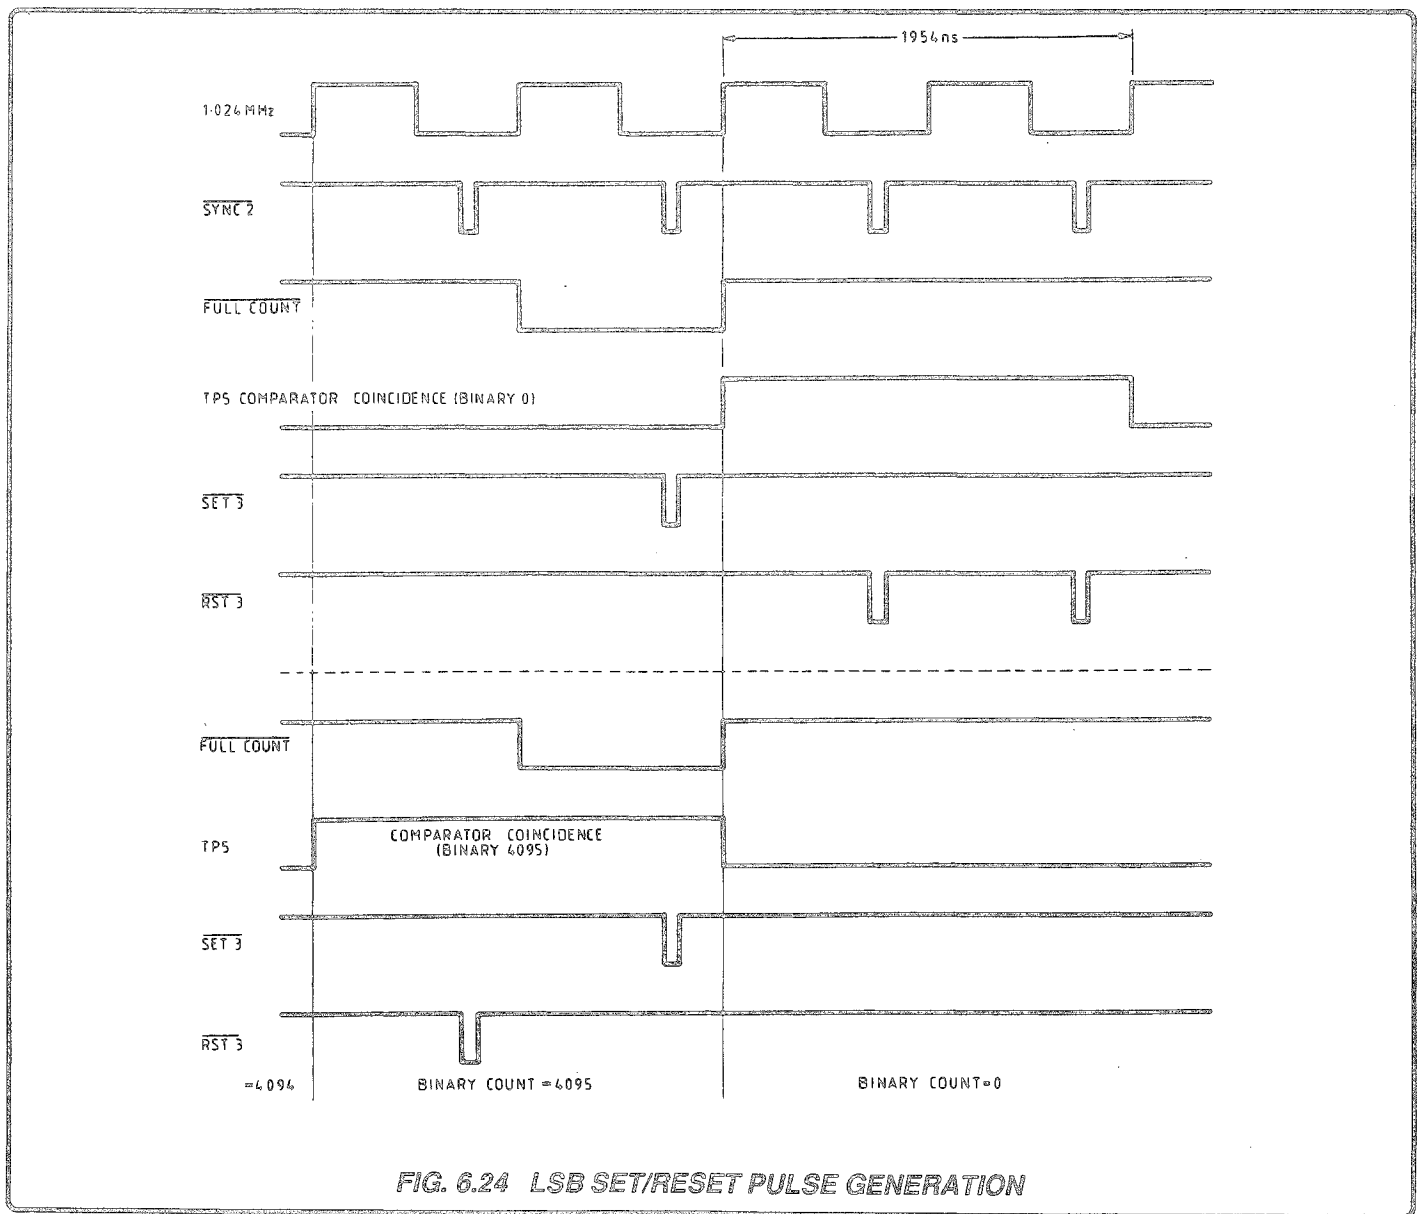 1954ns
1.024 MHz
SYNC 2
FULL COUNT
TP5 COMPARATOR COINCIDENCE (BINARY 0)
SET 3
RST 3
FULL COUNT
TP5
COMPARATOR COINCIDENCE
(BINARY 4095)
SET 3
RST 3
=4094
BINARY COUNT =4095
BINARY COUNT=0
FIG. 6.24 LSB SET/RESET PULSE GENERATION